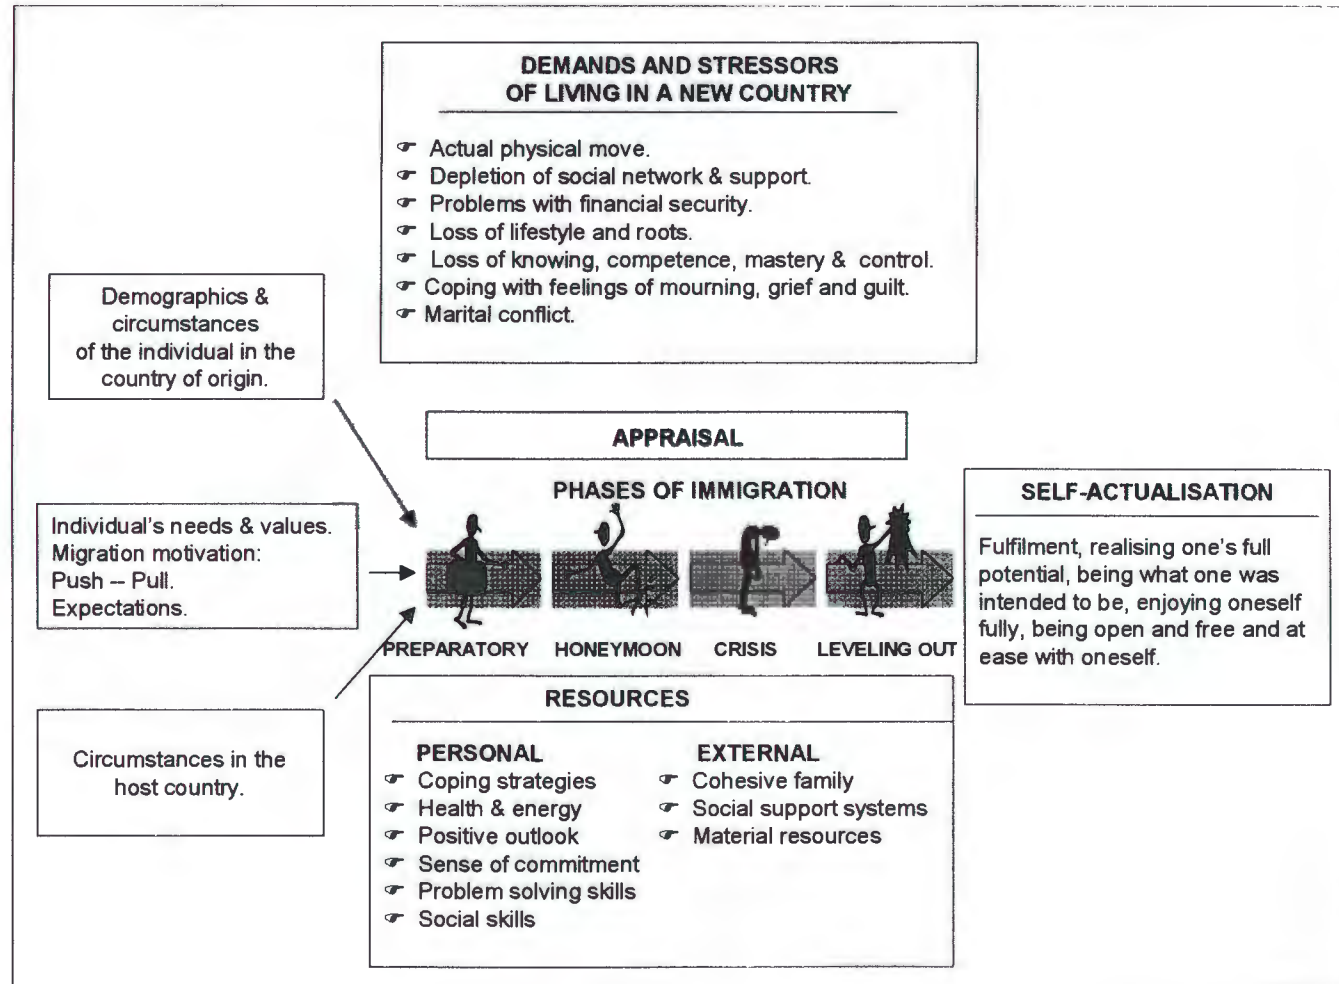 DEMANDS AND STRESSORS
OF LIVING IN A NEW COUNTRY
☞ Actual physical move.
☞ Depletion of social network & support.
☞ Problems with financial security.
☞ Loss of lifestyle and roots.
☞ Loss of knowing, competence, mastery & control.
☞ Coping with feelings of mourning, grief and guilt.
☞ Marital conflict.
Demographics &
circumstances
of the individual in the
country of origin.
Individual's needs & values.
Migration motivation:
Push -- Pull.
Expectations.
Circumstances in the
host country.
APPRAISAL
PHASES OF IMMIGRATION
PREPARATORY HONEYMOON CRISIS LEVELING OUT
SELF-ACTUALISATION
Fulfilment, realising one's full
potential, being what one was
intended to be, enjoying oneself
fully, being open and free and at
ease with oneself.
RESOURCES
PERSONAL
☞ Coping strategies
☞ Health & energy
☞ Positive outlook
☞ Sense of commitment
☞ Problem solving skills
☞ Social skills
EXTERNAL
☞ Cohesive family
☞ Social support systems
☞ Material resources